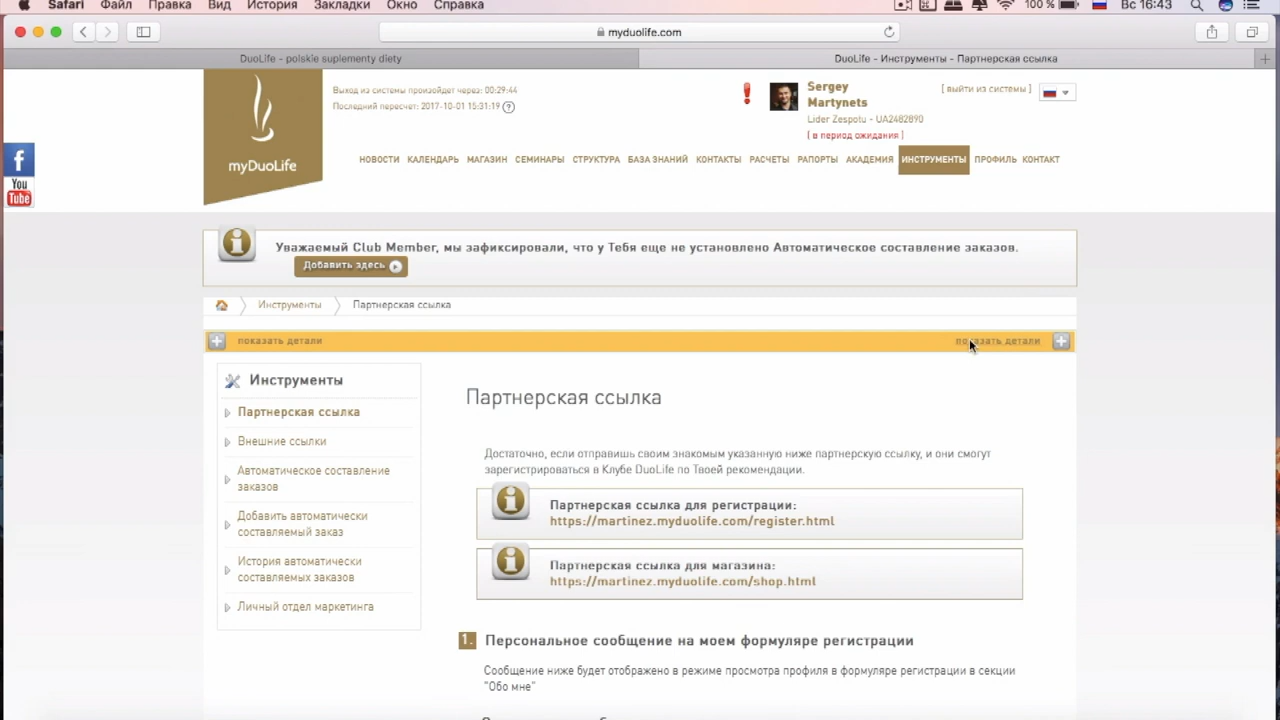 Safari Файл Правка Вид История Закладки Окно Справка 100 % Вс 16:43
myduolife.com
DuoLife - polskie suplementy diety DuoLife - Инструменты - Партнерская ссылка
Выход из системы произойдет через: 00:29:44
Последний пересчет: 2017-10-01 15:31:19 ?
myDuoLife
f
You
Tube
Sergey
Martynets
Lider Zespołu - UA2482890
[ в период ожидания ]
[ выйти из системы ]
НОВОСТИ КАЛЕНДАРЬ МАГАЗИН СЕМИНАРЫ СТРУКТУРА БАЗА ЗНАНИЙ КОНТАКТЫ РАСЧЕТЫ РАПОРТЫ АКАДЕМИЯ ИНСТРУМЕНТЫ ПРОФИЛЬ КОНТАКТ
Уважаемый Club Member, мы зафиксировали, что у Тебя еще не установлено Автоматическое составление заказов.
Добавить здесь
Инструменты Партнерская ссылка
показать детали показать детали
Инструменты
Партнерская ссылка
Внешние ссылки
Автоматическое составление
заказов
Добавить автоматически
составляемый заказ
История автоматически
составляемых заказов
Личный отдел маркетинга
Партнерская ссылка
Достаточно, если отправишь своим знакомым указанную ниже партнерскую ссылку, и они смогут
зарегистрироваться в Клубе DuoLife по Твоей рекомендации.
Партнерская ссылка для регистрации:
https://martinez.myduolife.com/register.html
Партнерская ссылка для магазина:
https://martinez.myduolife.com/shop.html
1. Персональное сообщение на моем формуляре регистрации
Сообщение ниже будет отображено в режиме просмотра профиля в формуляре регистрации в секции
"Обо мне"